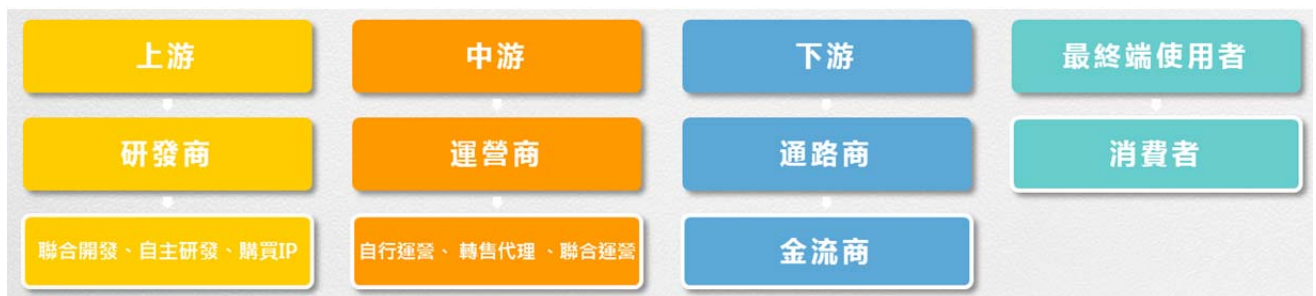 上游
中游
下游
最終端使用者
研發商
運營商
通路商
消費者
聯合開發、自主研發、購買IP
自行運營、轉售代理、聯合運營
金流商